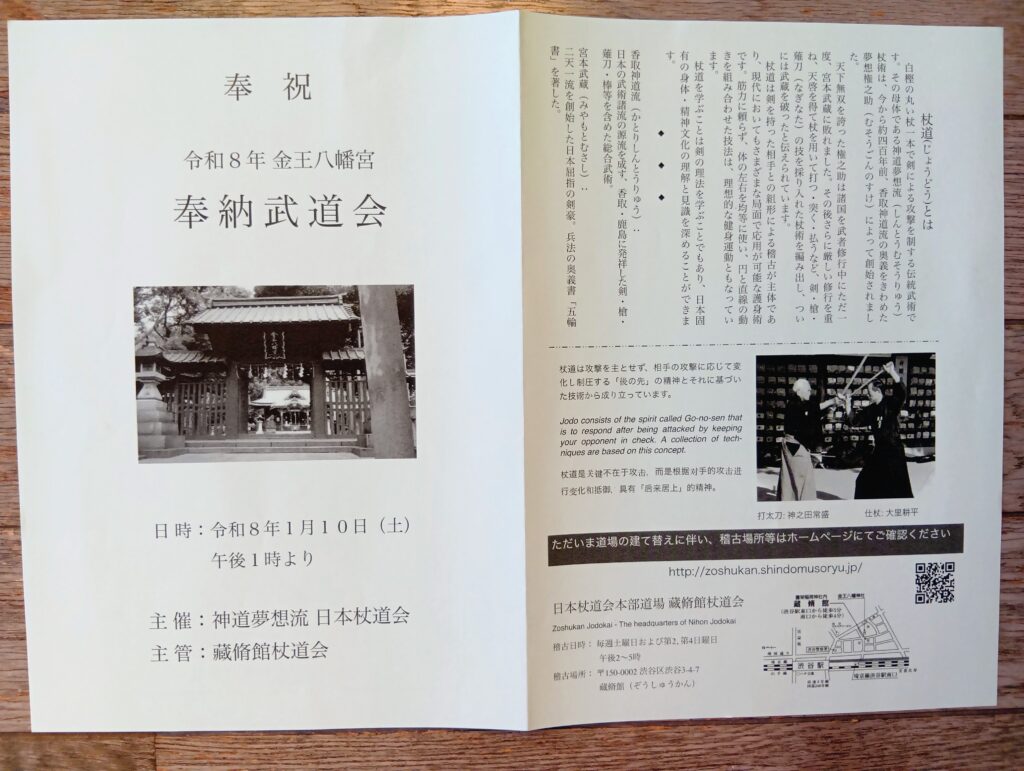 奉祝
令和８年 金王八幡宮
奉納武道会
日時：令和８年１月１０日（土）
午後１時より
主催：神道夢想流 日本杖道会
主管：藏脩館杖道会
杖道（じょうどう）とは
白樫の丸い杖一本で剣による攻撃を制する伝統武術で
す。その母体である神道夢想流（しんとうむそうりゅう）
杖術は、今から約四百年前、香取神道流の奥義をきわめた
夢想権之助（むそうごんのすけ）によって創始されまし
た。
天下無双を誇った権之助は諸国を武者修行中にただ一
度、宮本武蔵に敗れました。その後さらに厳しい修行を重
ね、天啓を得て杖を用いて打つ・突く・払うなど、剣・槍・
薙刀（なぎなた）の技を採り入れた杖術を編み出し、つい
には武蔵を破ったと伝えられています。
杖道は剣を持った相手との組形による稽古が主体であ
り、現代においてもさまざまな局面で応用が可能な護身術
です。筋力に頼らず、体の左右を均等に使い、円と直線の動
きを組み合わせた技法は、理想的な健身運動ともなってい
ます。
杖道を学ぶことは剣の理法を学ぶことでもあり、日本固
有の身体・精神文化の理解と見識を深めることができま
す。
◆　◆　◆
香取神道流（かとりしんとうりゅう）：
日本の武術諸流の源流を成す、香取・鹿島に発祥した剣・槍・
薙刀・棒等を含めた総合武術。
宮本武蔵（みやもとむさし）：
二天一流を創始した日本屈指の剣豪、兵法の奥義書「五輪
書」を著した。
杖道は攻撃を主とせず、相手の攻撃に応じて変
化し制圧する「後の先」の精神とそれに基づい
た技術から成り立っています。
Jodo consists of the spirit called Go-no-sen that
is to respond after being attacked by keeping
your opponent in check. A collection of tech-
niques are based on this concept.
杖道是关键不在于攻击，而是根据对手的攻击进
行变化和抵御，具有「后来居上」的精神。
打太刀: 神之田常盛
仕杖: 大里耕平
ただいま道場の建て替えに伴い、稽古場所等はホームページにてご確認ください
http://zoshukan.shindomusoryu.jp/
日本杖道会本部道場 藏脩館杖道会
Zoshukan Jodokai - The headquarters of Nihon Jodokai
稽古日時： 毎週土曜日および第2, 第4日曜日
午後2〜5時
稽古場所： 〒150-0002 渋谷区渋谷3-4-7
藏脩館（ぞうしゅうかん）
豊栄稲荷神社内
藏脩館
金王八幡神社
渋谷警察署
渋谷駅
埼京線渋谷駅東口